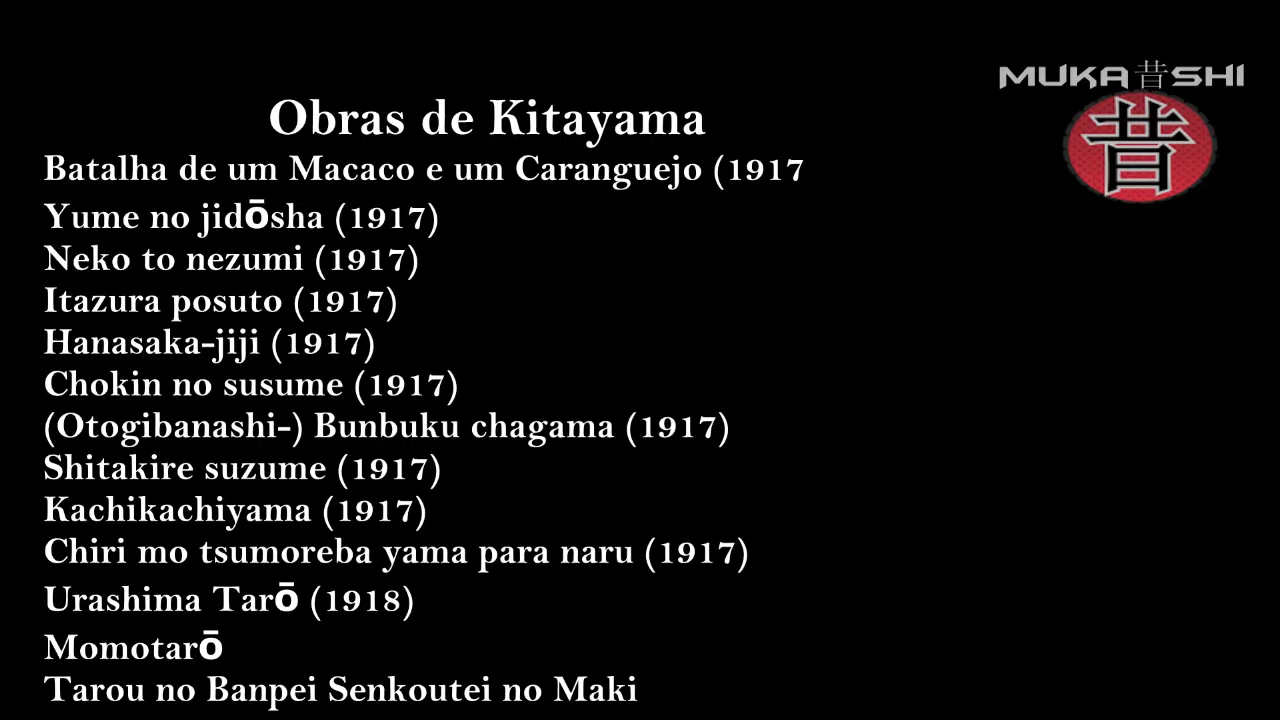 MUKA昔SHI
昔
Obras de Kitayama
Batalha de um Macaco e um Caranguejo (1917
Yume no jidōsha (1917)
Neko to nezumi (1917)
Itazura posuto (1917)
Hanasaka-jiji (1917)
Chokin no susume (1917)
(Otogibanashi-) Bunbuku chagama (1917)
Shitakire suzume (1917)
Kachikachiyama (1917)
Chiri mo tsumoreba yama para naru (1917)
Urashima Tarō (1918)
Momotarō
Tarou no Banpei Senkoutei no Maki